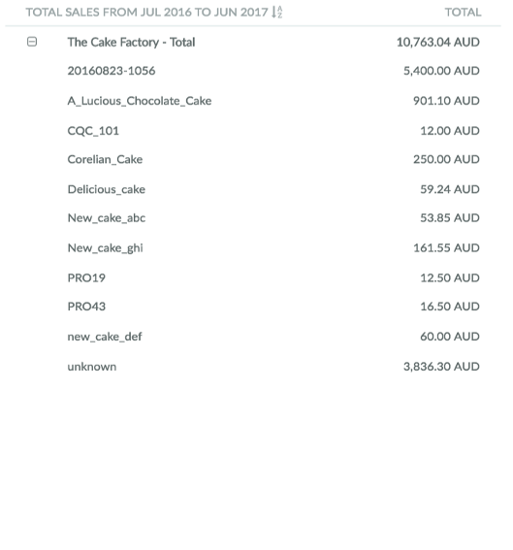 TOTAL SALES FROM JUL 2016 TO JUN 2017 TOTAL
The Cake Factory - Total 10,763.04 AUD
20160823-1056 5,400.00 AUD
A_Lucious_Chocolate_Cake 901.10 AUD
CQC_101 12.00 AUD
Corelian_Cake 250.00 AUD
Delicious_cake 59.24 AUD
New_cake_abc 53.85 AUD
New_cake_ghi 161.55 AUD
PRO19 12.50 AUD
PRO43 16.50 AUD
new_cake_def 60.00 AUD
unknown 3,836.30 AUD